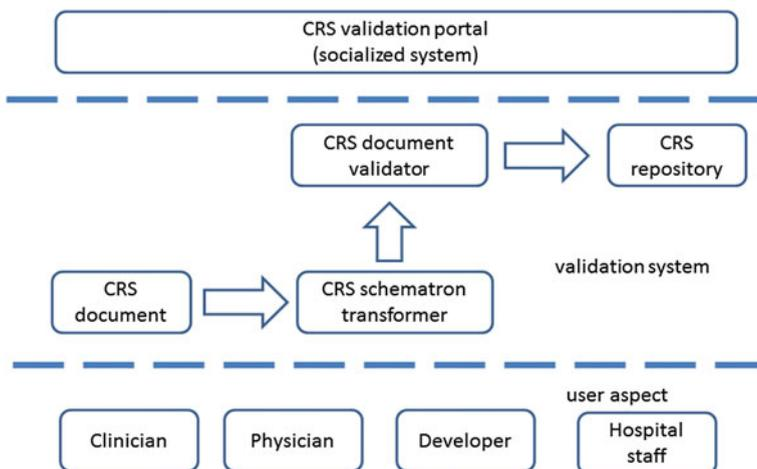 CRS validation portal
(socialized system)
CRS document
validator
CRS
repository
validation system
CRS
document
CRS schematron
transformer
user aspect
Clinician
Physician
Developer
Hospital
staff